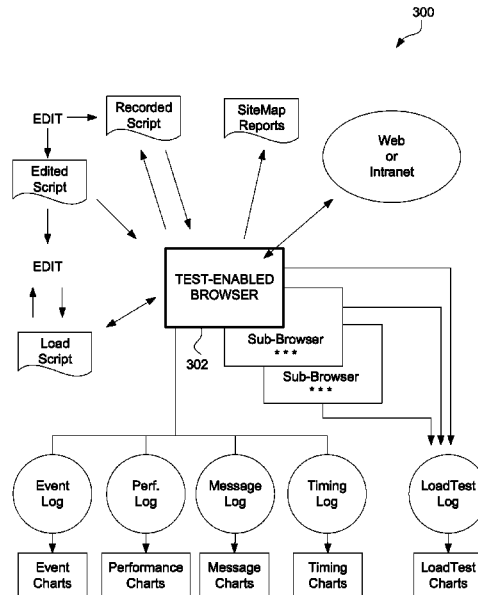 300
Recorded
Script
SiteMap
Reports
Web
or
Intranet
EDIT
Edited
Script
EDIT
Load
Script
TEST-ENABLED
BROWSER
302
Sub-Browser
* * *
Sub-Browser
* * *
Event
Log
Perf.
Log
Message
Log
Timing
Log
LoadTest
Log
Event
Charts
Performance
Charts
Message
Charts
Timing
Charts
LoadTest
Charts